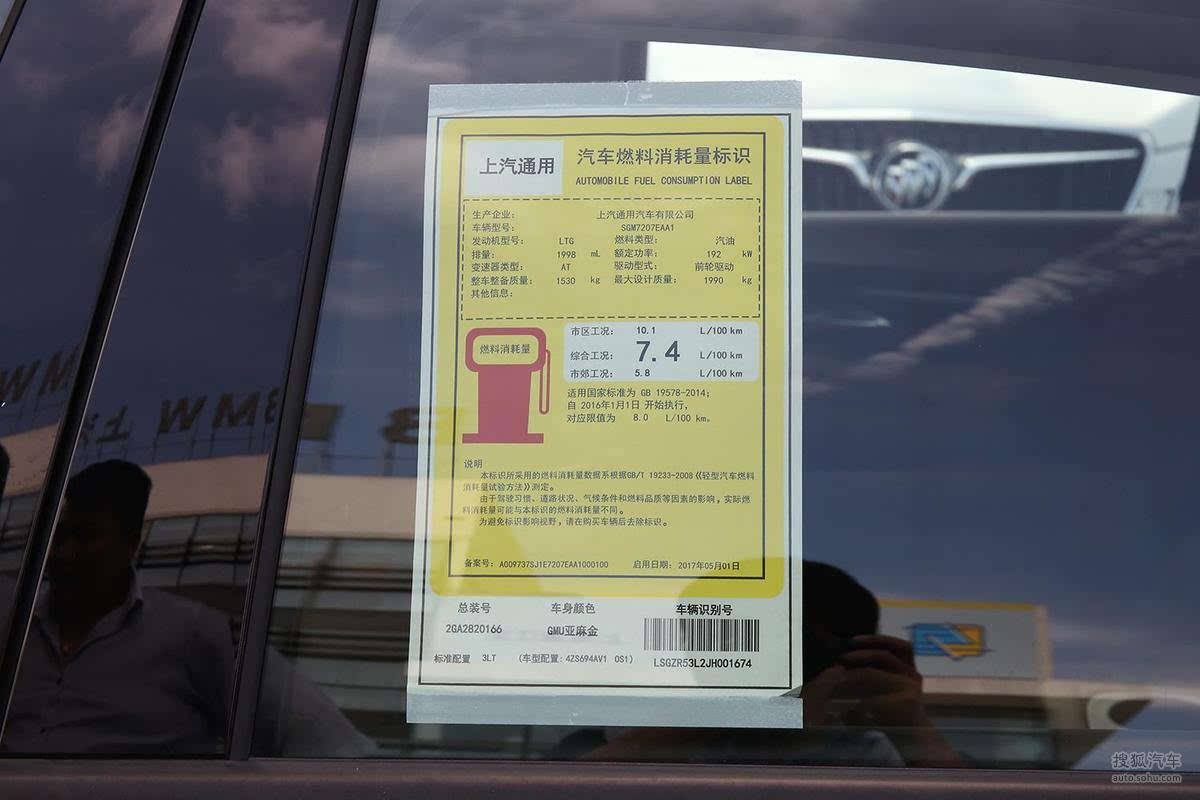 上汽通用
汽车燃料消耗量标识
AUTOMOBILE FUEL CONSUMPTION LABEL
生产企业: 上汽通用汽车有限公司
车辆型号: SGM7207EAA1
发动机型号: LTG 燃料类型: 汽油
排量: 1998 mL 额定功率: 192 kW
变速器类型: AT 驱动型式: 前轮驱动
整车整备质量: 1530 kg 最大设计质量: 1990 kg
其他信息:
燃料消耗量
市区工况: 10.1 L/100 km
综合工况: 7.4 L/100 km
市郊工况: 5.8 L/100 km
适用国家标准为 GB 19578-2014;
自 2016年1月1日 开始执行,
对应限值为 8.0 L/100 km。
说明
本标识所采用的燃料消耗量数据系根据GB/T 19233-2008《轻型汽车燃料
消耗量试验方法》测定。
由于驾驶习惯、道路状况、气候条件和燃料品质等因素的影响,实际燃
料消耗量可能与本标识的燃料消耗量不同。
为避免标识影响视野,请在购买车辆后去除标识。
备案号: A009737SJ1E7207EAA1000100 启用日期: 2017年05月01日
总装号 车身颜色 车辆识别号
2GA2820166 GMU亚麻金
标准配置 3LT (车型配置:4ZS694AV1 0S1) LSGZR53L2JH001674
BMW
搜狐汽车
auto.sohu.com